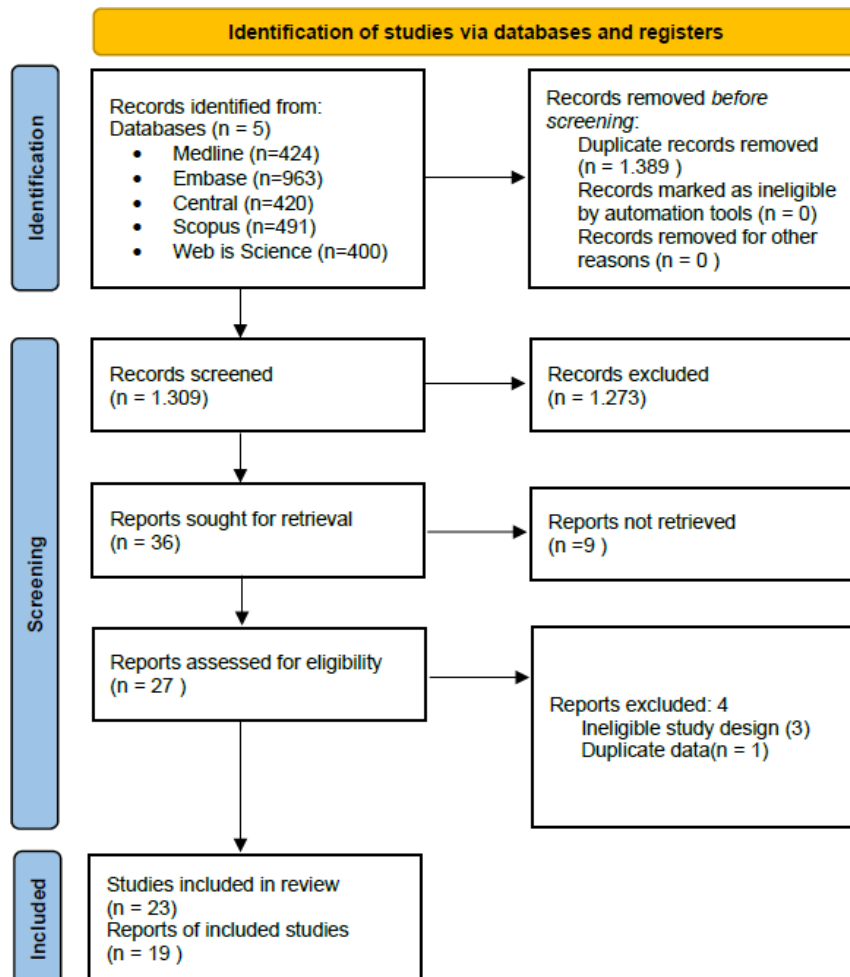 Identification of studies via databases and registers
Identification
Records identified from:
Databases (n = 5)
• Medline (n=424)
• Embase (n=963)
• Central (n=420)
• Scopus (n=491)
• Web is Science (n=400)
Records removed before
screening:
Duplicate records removed
(n = 1.389 )
Records marked as ineligible
by automation tools (n = 0)
Records removed for other
reasons (n = 0 )
Screening
Records screened
(n = 1.309)
Records excluded
(n = 1.273)
Reports sought for retrieval
(n = 36)
Reports not retrieved
(n =9 )
Reports assessed for eligibility
(n = 27 )
Reports excluded: 4
Ineligible study design (3)
Duplicate data(n = 1)
Included
Studies included in review
(n = 23)
Reports of included studies
(n = 19 )